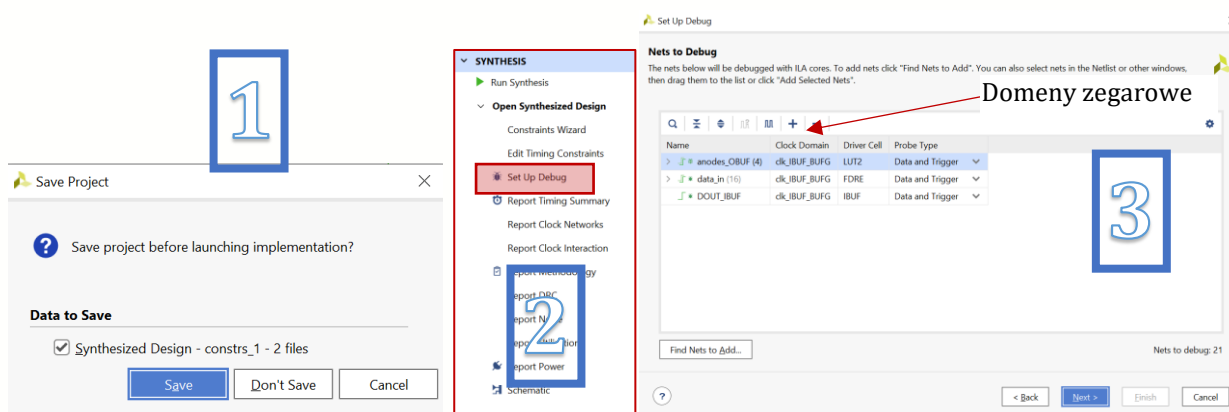 1
Save Project
Save project before launching implementation?
Data to Save
Synthesized Design - constrs_1 - 2 files
Save
Don't Save
Cancel
SYNTHESIS
Run Synthesis
Open Synthesized Design
Constraints Wizard
Edit Timing Constraints
Set Up Debug
Report Timing Summary
Report Clock Networks
Report Clock Interaction
Report
eport DRC
2
eport Power
Schematic
Set Up Debug
Nets to Debug
The nets below will be debugged with ILA cores. To add nets click "Find Nets to Add". You can also select nets in the Netlist or other windows,
then drag them to the list or click "Add Selected Nets".
Domeny zegarowe
Name Clock Domain Driver Cell Probe Type
anodes_OBUF (4) clk_IBUF_BUFG LUT2 Data and Trigger
data_in (16) clk_IBUF_BUFG FDRE Data and Trigger
DOUT_IBUF clk_IBUF_BUFG IBUF Data and Trigger
3
Find Nets to Add...
Nets to debug: 21
?
< Back
Next >
Finish
Cancel